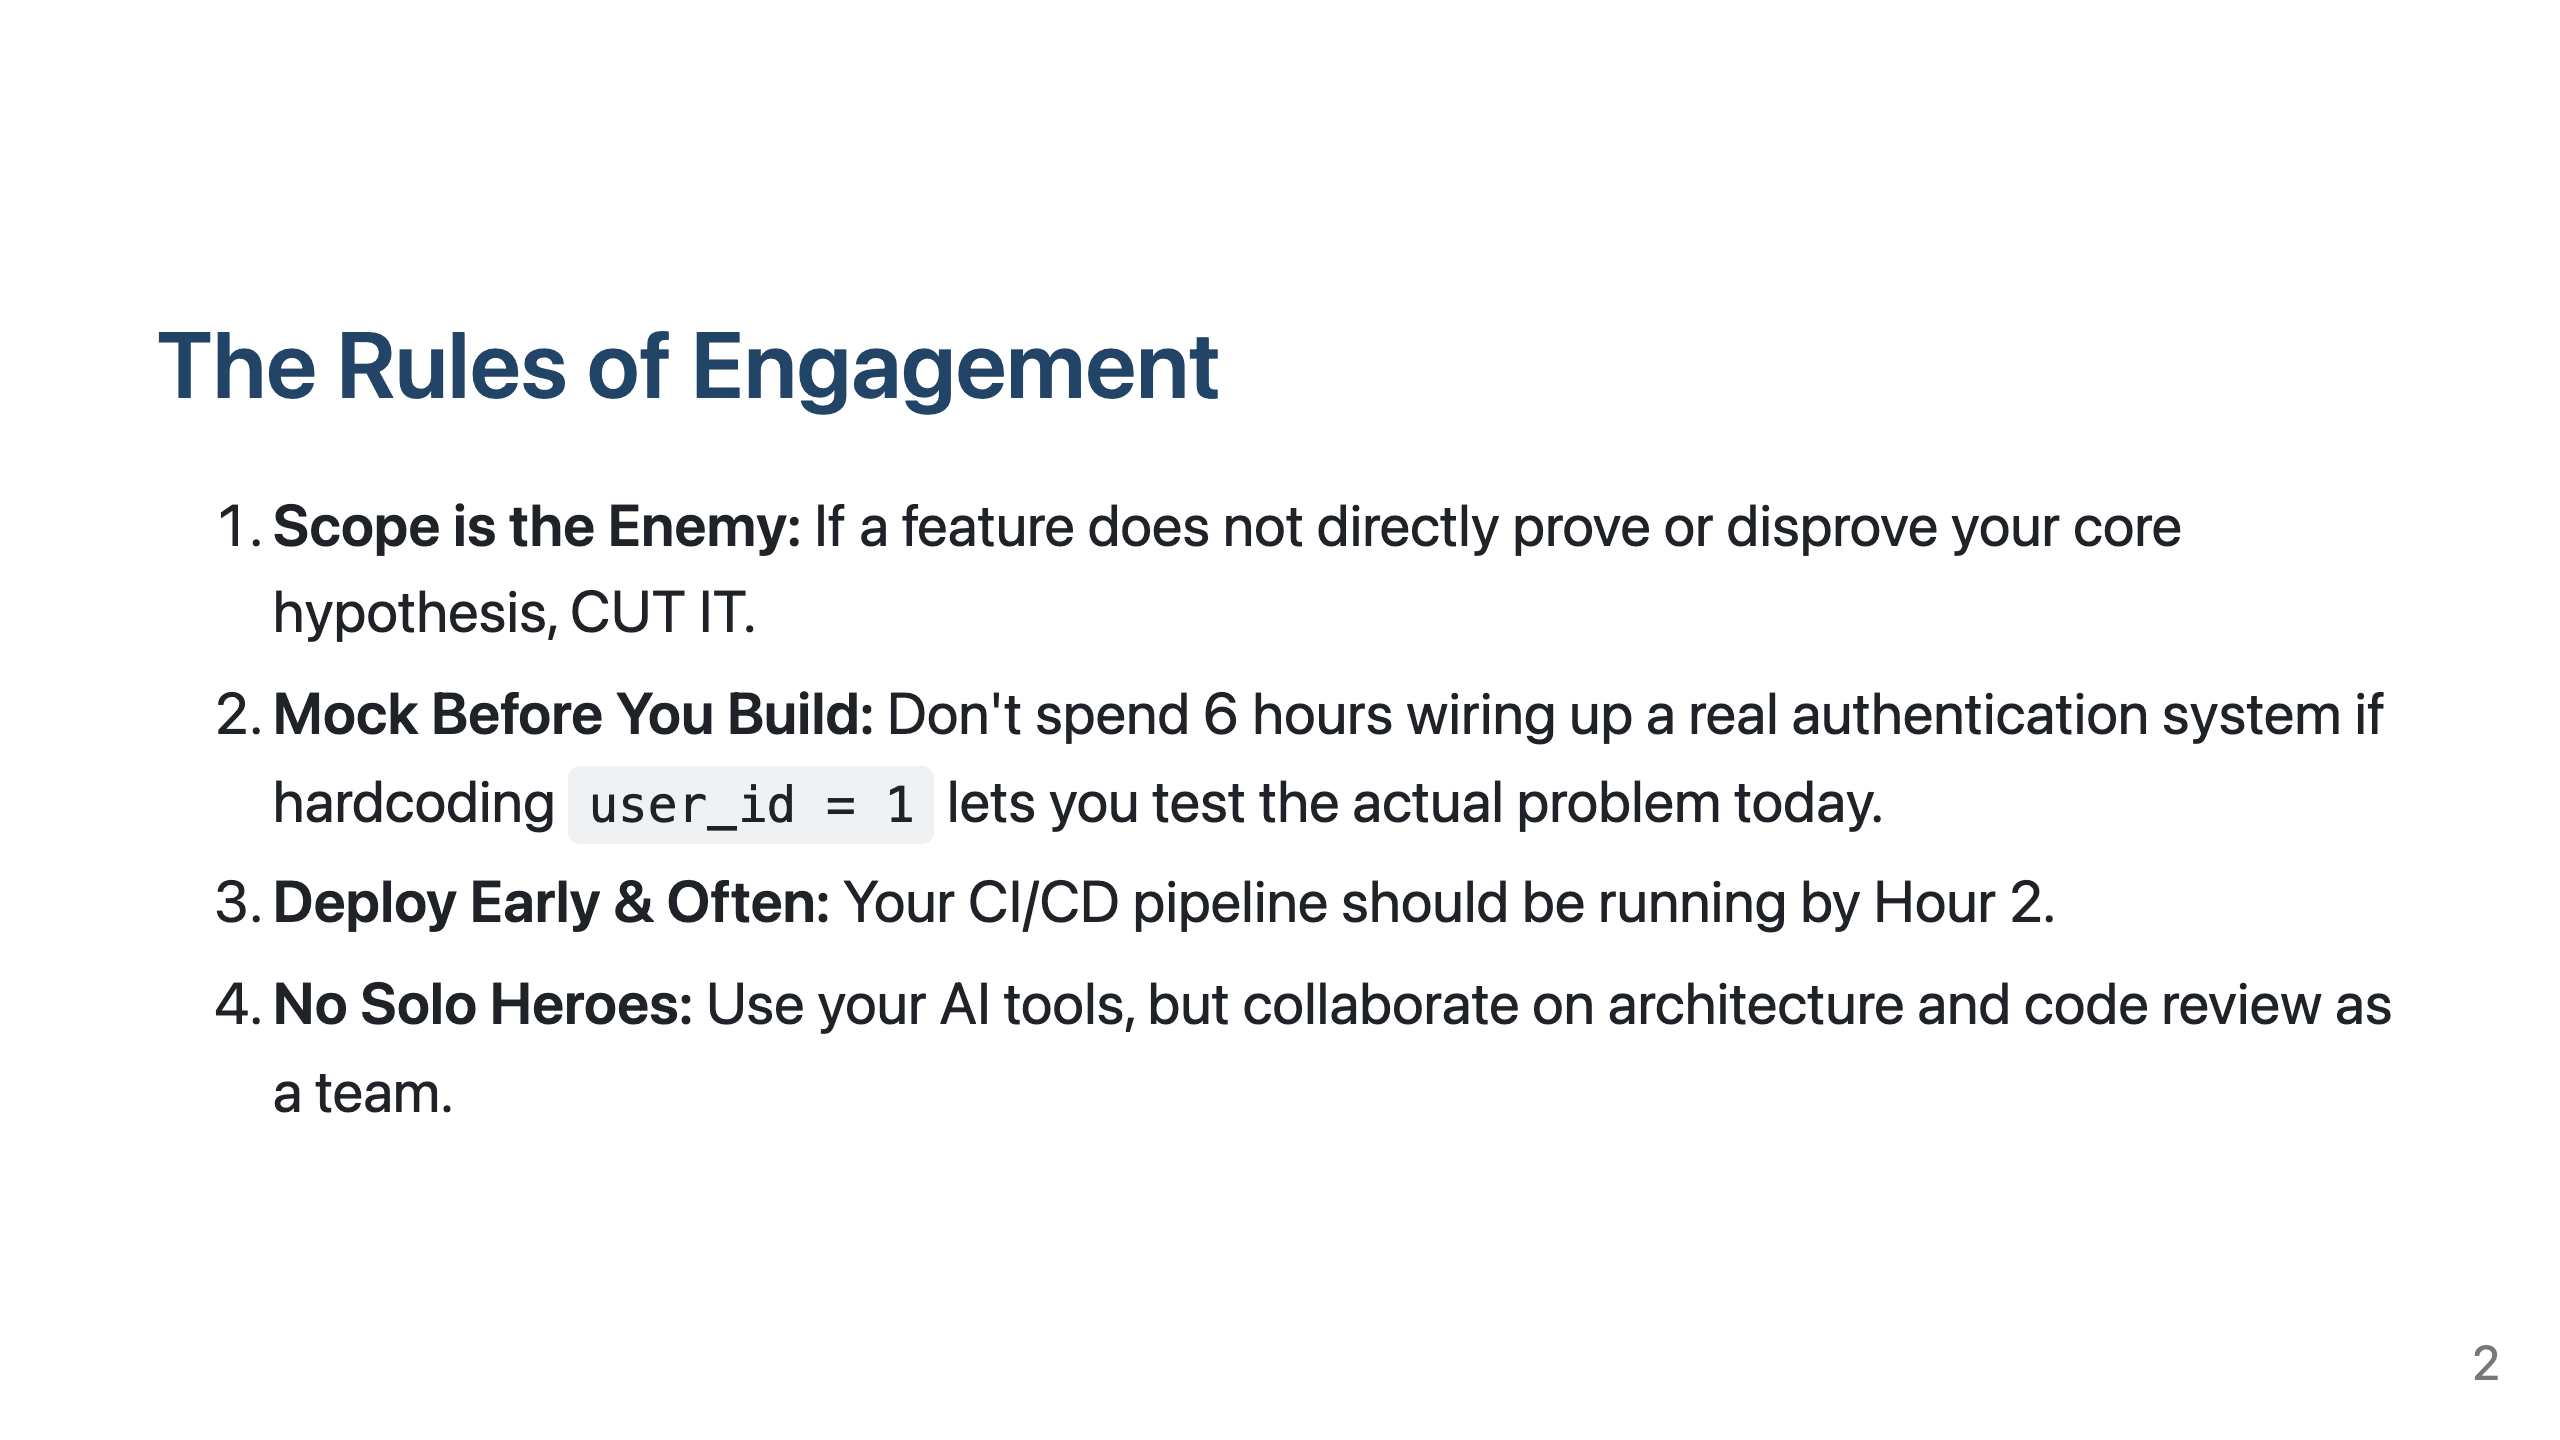 The Rules of Engagement
1. Scope is the Enemy: If a feature does not directly prove or disprove your core
hypothesis, CUT IT.
2. Mock Before You Build: Don't spend 6 hours wiring up a real authentication system if
hardcoding user_id = 1 lets you test the actual problem today.
3. Deploy Early & Often: Your CI/CD pipeline should be running by Hour 2.
4. No Solo Heroes: Use your AI tools, but collaborate on architecture and code review as
a team.
2